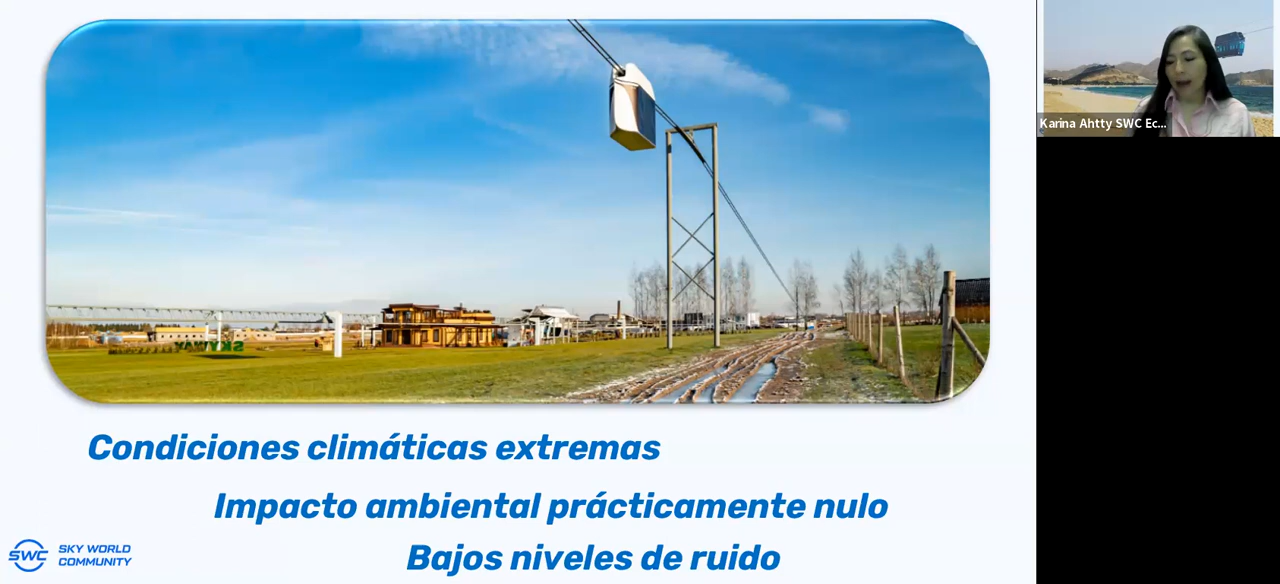 Karina Ahtty SWC Ec...
Condiciones climáticas extremas
Impacto ambiental prácticamente nulo
Bajos niveles de ruido
SWC SKY WORLD
COMMUNITY